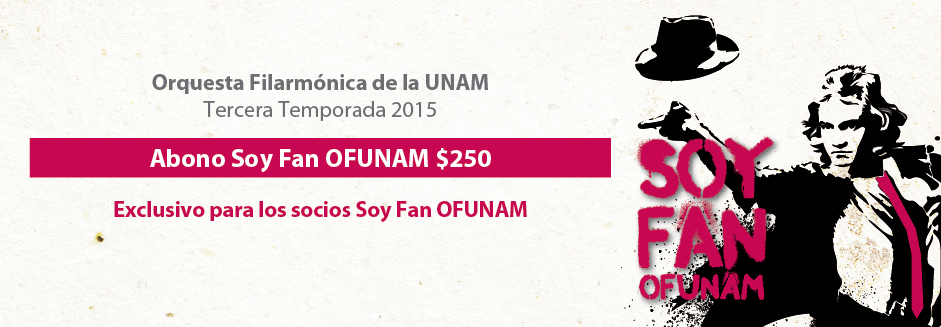 Orquesta Filarmónica de la UNAM
Tercera Temporada 2015
Abono Soy Fan OFUNAM $250
Exclusivo para los socios Soy Fan OFUNAM
SOY
FAN
OFUNAM